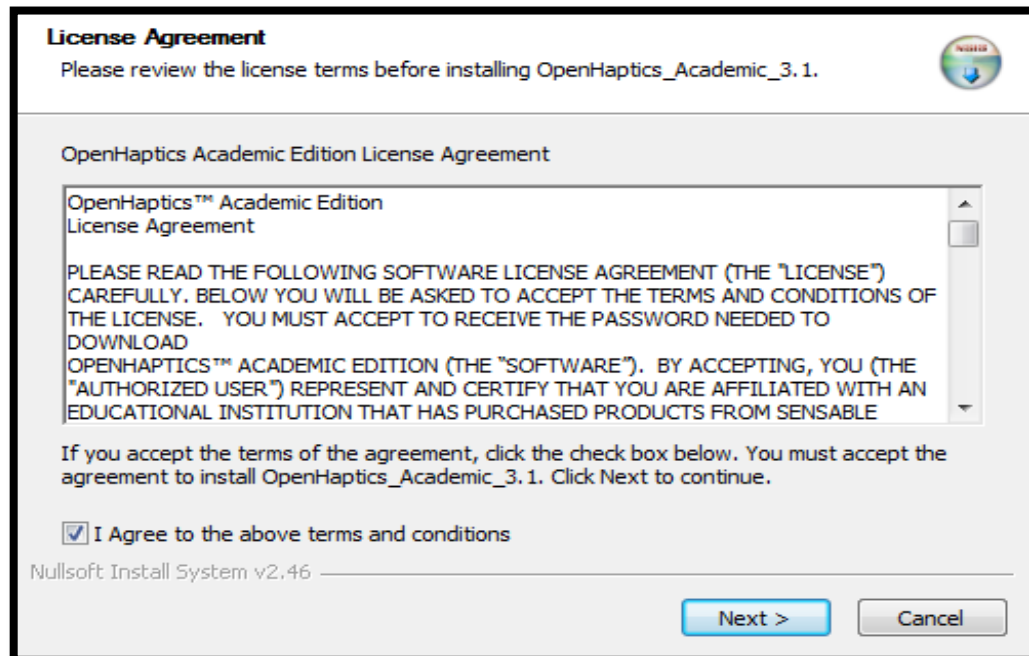 License Agreement
Please review the license terms before installing OpenHaptics_Academic_3.1.
OpenHaptics Academic Edition License Agreement
OpenHaptics™ Academic Edition
License Agreement
PLEASE READ THE FOLLOWING SOFTWARE LICENSE AGREEMENT (THE "LICENSE")
CAREFULLY. BELOW YOU WILL BE ASKED TO ACCEPT THE TERMS AND CONDITIONS OF
THE LICENSE.   YOU MUST ACCEPT TO RECEIVE THE PASSWORD NEEDED TO
DOWNLOAD
OPENHAPTICS™ ACADEMIC EDITION (THE “SOFTWARE”).  BY ACCEPTING, YOU (THE
"AUTHORIZED USER") REPRESENT AND CERTIFY THAT YOU ARE AFFILIATED WITH AN
EDUCATIONAL INSTITUTION THAT HAS PURCHASED PRODUCTS FROM SENSABLE
If you accept the terms of the agreement, click the check box below. You must accept the
agreement to install OpenHaptics_Academic_3.1. Click Next to continue.
I Agree to the above terms and conditions
Nullsoft Install System v2.46
Next >
Cancel